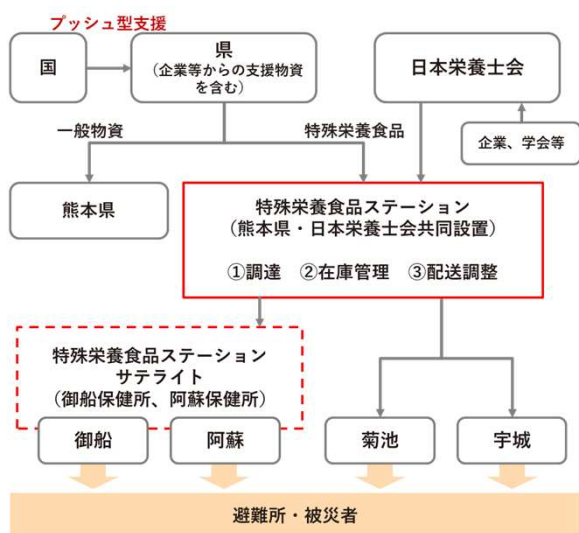 プッシュ型支援
国
県
（企業等からの支援物資
を含む）
日本栄養士会
企業、学会等
一般物資
特殊栄養食品
熊本県
特殊栄養食品ステーション
（熊本県・日本栄養士会共同設置）
①調達　②在庫管理　③配送調整
特殊栄養食品ステーション
サテライト
（御船保健所、阿蘇保健所）
御船
阿蘇
菊池
宇城
避難所・被災者